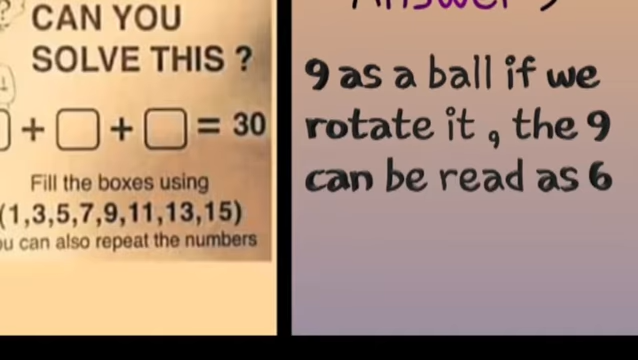 CAN YOU
SOLVE THIS ?
+ + = 30
Fill the boxes using
(1,3,5,7,9,11,13,15)
can also repeat the numbers
Answer
9 as a ball if we
rotate it , the 9
can be read as 6